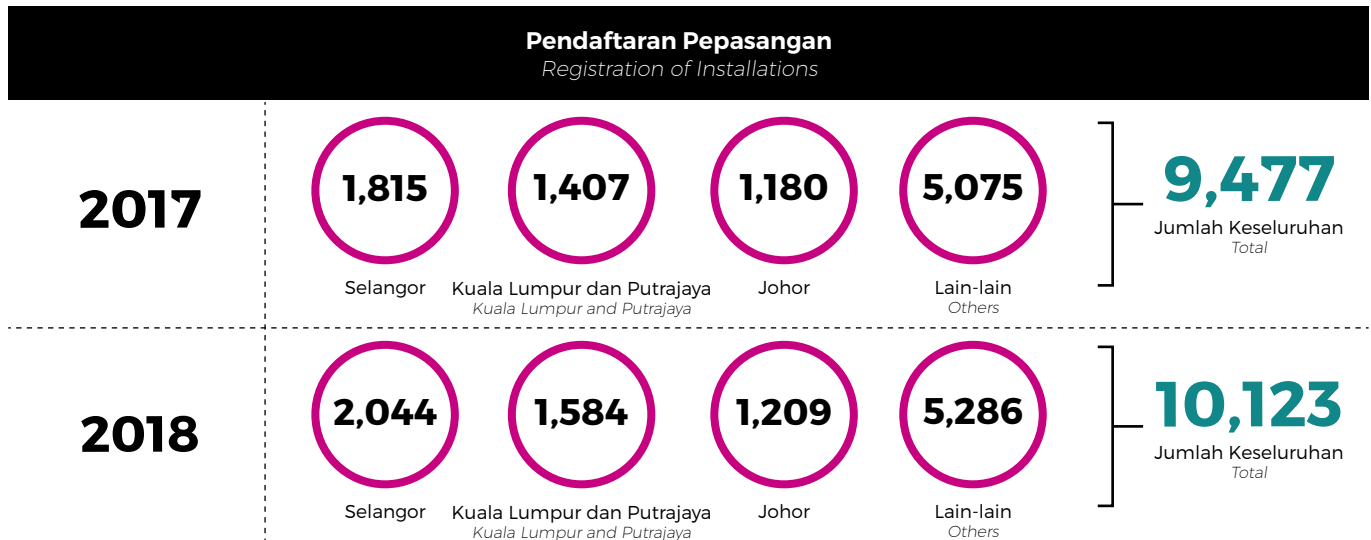 Pendaftaran Pepasangan
Registration of Installations
2017
1,815
Selangor
1,407
Kuala Lumpur dan Putrajaya
Kuala Lumpur and Putrajaya
1,180
Johor
5,075
Lain-lain
Others
9,477
Jumlah Keseluruhan
Total
2018
2,044
Selangor
1,584
Kuala Lumpur dan Putrajaya
Kuala Lumpur and Putrajaya
1,209
Johor
5,286
Lain-lain
Others
10,123
Jumlah Keseluruhan
Total